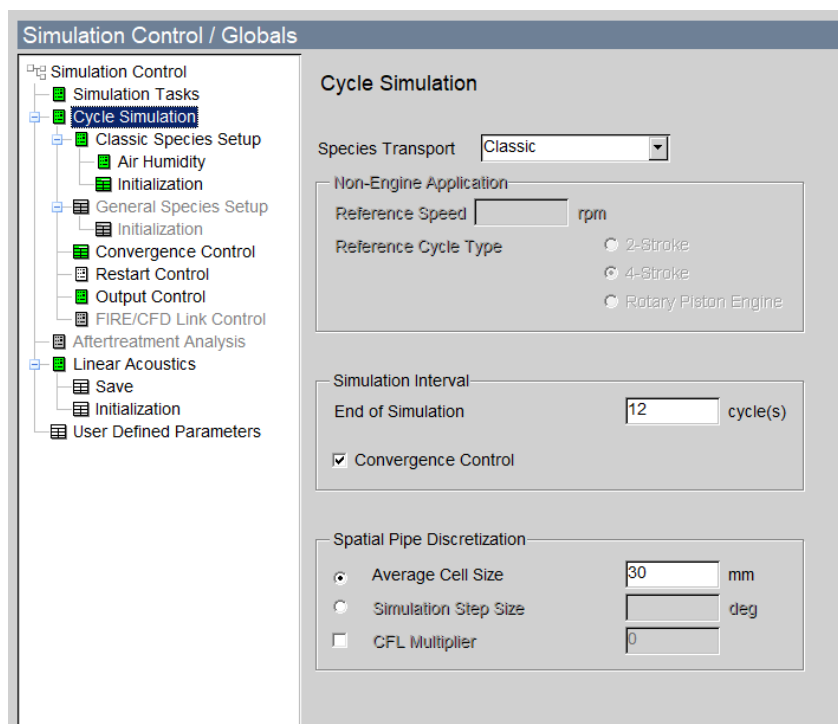 Simulation Control / Globals
Simulation Control
Simulation Tasks
Cycle Simulation
Classic Species Setup
Air Humidity
Initialization
General Species Setup
Initialization
Convergence Control
Restart Control
Output Control
FIRE/CFD Link Control
Aftertreatment Analysis
Linear Acoustics
Save
Initialization
User Defined Parameters
Cycle Simulation
Species Transport Classic
Non-Engine Application
Reference Speed rpm
Reference Cycle Type 2-Stroke
4-Stroke
Rotary Piston Engine
Simulation Interval
End of Simulation 12 cycle(s)
Convergence Control
Spatial Pipe Discretization
Average Cell Size 30 mm
Simulation Step Size deg
CFL Multiplier 0